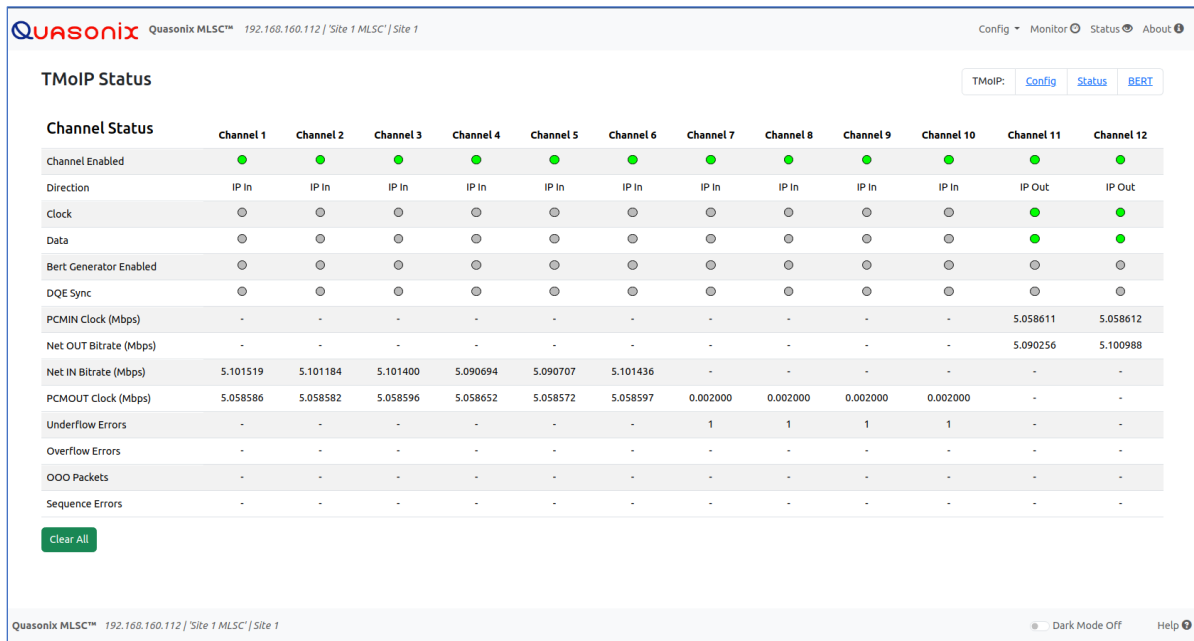 Quasonix Quasonix MLSC™ 192.168.160.112 | 'Site 1 MLSC' | Site 1 Config Monitor Status About
TMoIP Status TMoIP: Config Status BERT
Channel Status Channel 1 Channel 2 Channel 3 Channel 4 Channel 5 Channel 6 Channel 7 Channel 8 Channel 9 Channel 10 Channel 11 Channel 12
Channel Enabled
Direction IP In IP In IP In IP In IP In IP In IP In IP In IP In IP In IP Out IP Out
Clock
Data
Bert Generator Enabled
DQE Sync
PCMIN Clock (Mbps) - - - - - - - - - - 5.058611 5.058612
Net OUT Bitrate (Mbps) - - - - - - - - - - 5.090256 5.100988
Net IN Bitrate (Mbps) 5.101519 5.101184 5.101400 5.090694 5.090707 5.101436 - - - - - -
PCMOUT Clock (Mbps) 5.058586 5.058582 5.058596 5.058652 5.058572 5.058597 0.002000 0.002000 0.002000 0.002000 - -
Underflow Errors - - - - - - 1 1 1 1 - -
Overflow Errors - - - - - - - - - - - -
OOO Packets - - - - - - - - - - - -
Sequence Errors - - - - - - - - - - - -
Clear All
Quasonix MLSC™ 192.168.160.112 | 'Site 1 MLSC' | Site 1 Dark Mode Off Help